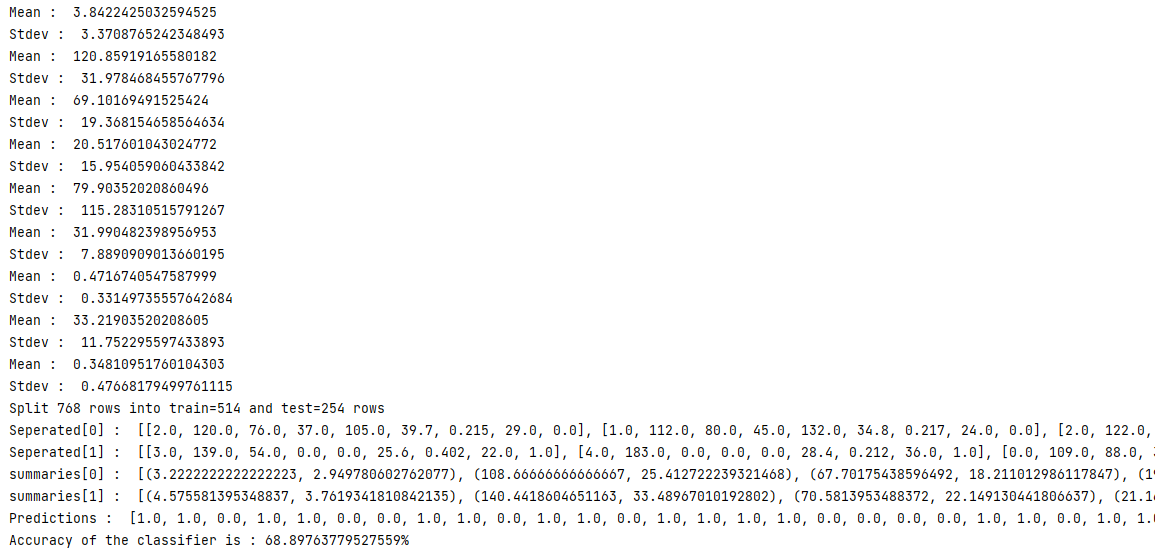 Mean :  3.8422425032594525
Stdev :  3.3708765242348493
Mean :  120.85919165580182
Stdev :  31.978468455767796
Mean :  69.10169491525424
Stdev :  19.368154658564634
Mean :  20.517601043024772
Stdev :  15.954059060433842
Mean :  79.90352020860496
Stdev :  115.28310515791267
Mean :  31.990482398956953
Stdev :  7.8890909013660195
Mean :  0.4716740547587999
Stdev :  0.33149735557642684
Mean :  33.21903520208605
Stdev :  11.752295597433893
Mean :  0.34810951760104303
Stdev :  0.47668179499761115
Split 768 rows into train=514 and test=254 rows
Seperated[0] :  [[2.0, 120.0, 76.0, 37.0, 105.0, 39.7, 0.215, 29.0, 0.0], [1.0, 112.0, 80.0, 45.0, 132.0, 34.8, 0.217, 24.0, 0.0], [2.0, 122.0,
Seperated[1] :  [[3.0, 139.0, 54.0, 0.0, 0.0, 25.6, 0.402, 22.0, 1.0], [4.0, 183.0, 0.0, 0.0, 0.0, 28.4, 0.212, 36.0, 1.0], [0.0, 109.0, 88.0,
summaries[0] :  [(3.2222222222222223, 2.949780602762077), (108.66666666666667, 25.412722239321468), (67.70175438596492, 18.211012986117847), (19
summaries[1] :  [(4.575581395348837, 3.7619341810842135), (140.4418604651163, 33.48967010192802), (70.5813953488372, 22.149130441806637), (21.16
Predictions :  [1.0, 1.0, 0.0, 1.0, 1.0, 0.0, 0.0, 1.0, 1.0, 0.0, 1.0, 1.0, 0.0, 1.0, 1.0, 1.0, 1.0, 0.0, 0.0, 0.0, 0.0, 1.0, 1.0, 0.0, 1.0, 1.0
Accuracy of the classifier is : 68.89763779527559%